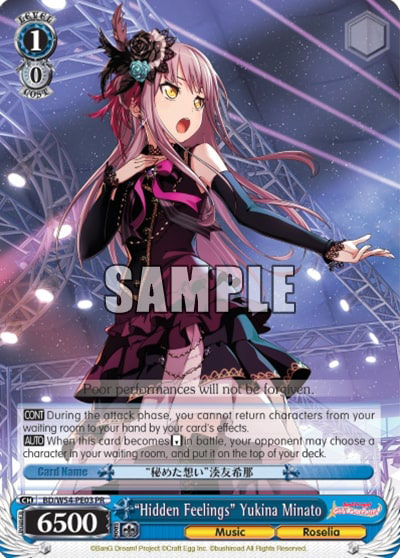 LEVEL
1
0
COST
SAMPLE
Poor performances will not be forgiven.
CONT During the attack phase, you cannot return characters from your
waiting room to your hand by your card's effects.
AUTO When this card becomes in battle, your opponent may choose a
character in your waiting room, and put it on the top of your deck.
Card Name
“秘めた想い”湊友希那
CH BD/W54-PE03 PR
POWER
6500
“Hidden Feelings” Yukina Minato
Music
Roselia
©BanG Dream! Project ©Craft Egg Inc. ©bushiroad All Rights Reserved.